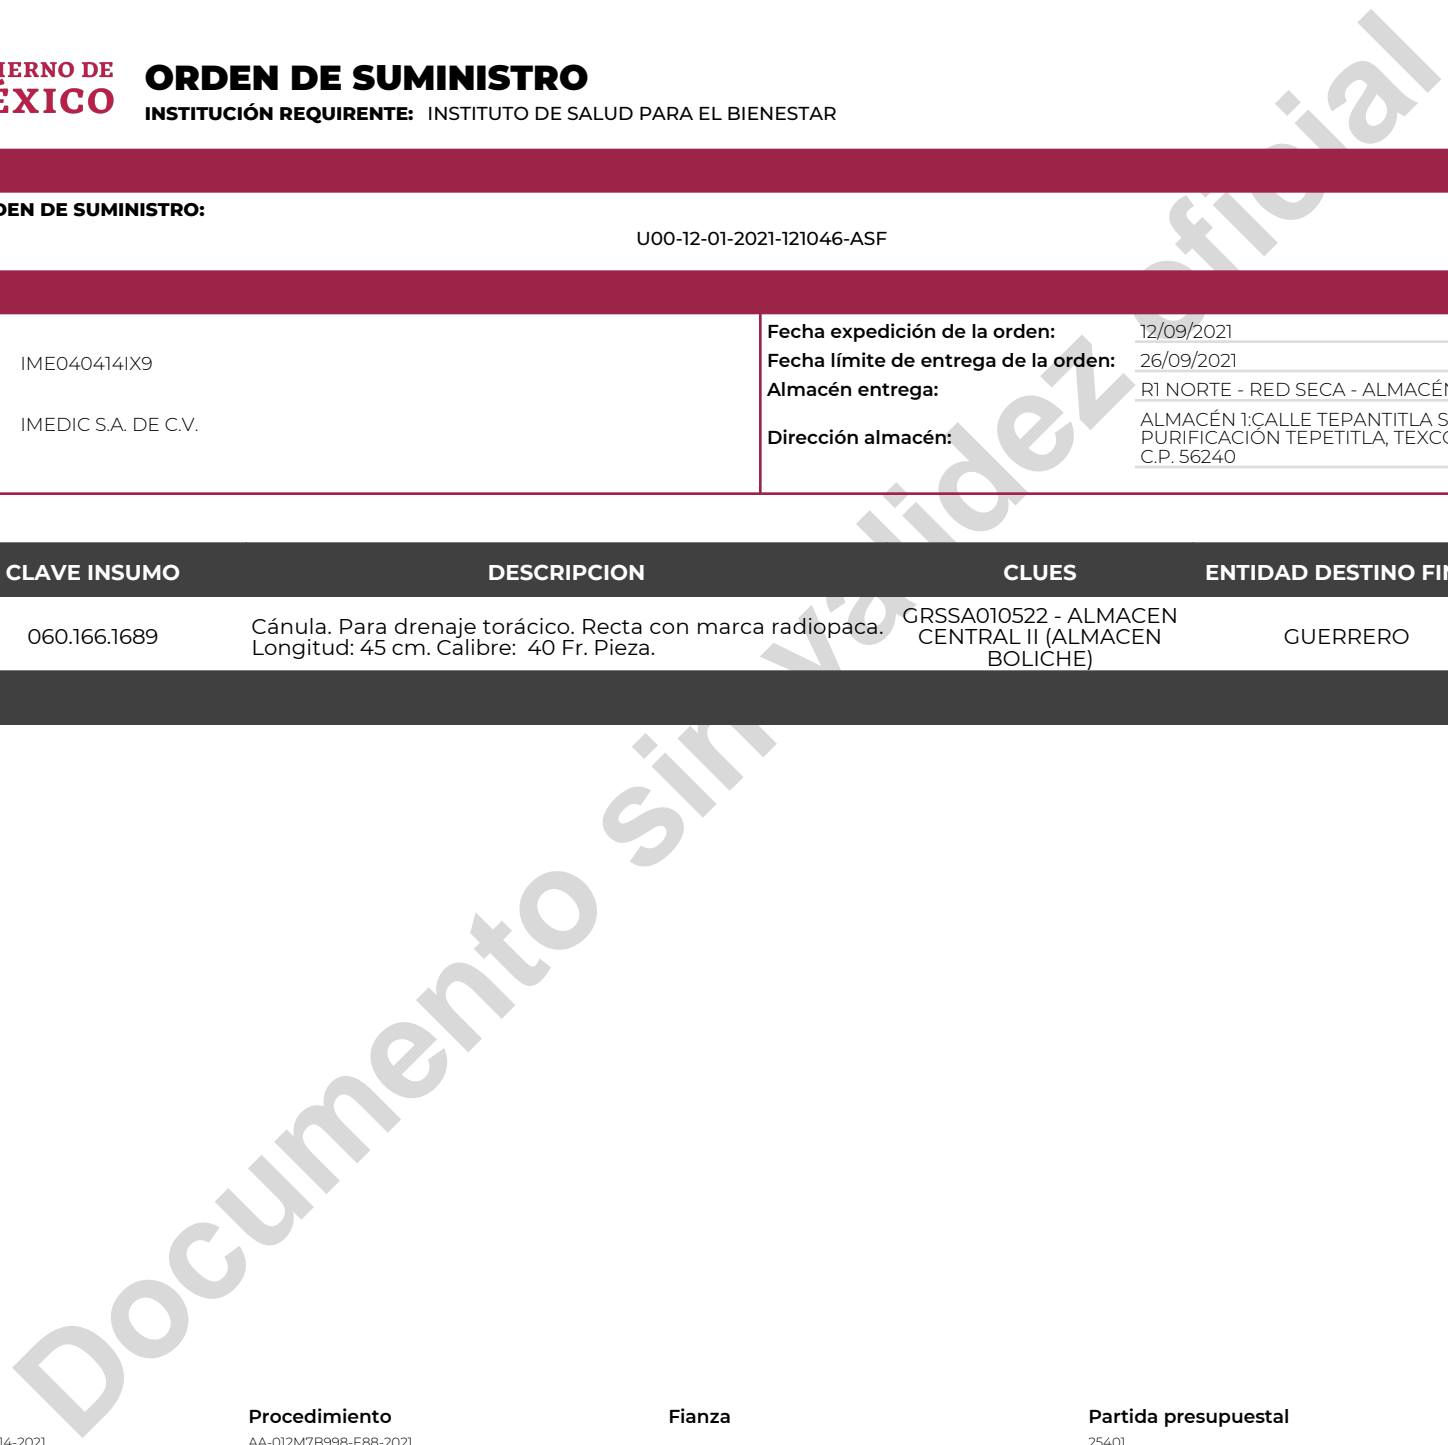 ORDEN DE SUMINISTRO
INSTITUCIÓN REQUIRENTE: INSTITUTO DE SALUD PARA EL BIENESTAR
DE SUMINISTRO:
U00-12-01-2021-121046-ASF
IME040414IX9
IMEDIC S.A. DE C.V.
Fecha expedición de la orden: 12/09/2021
Fecha límite de entrega de la orden: 26/09/2021
Almacén entrega: R1 NORTE - RED SECA - ALMACÉN
Dirección almacén:
ALMACÉN 1:CALLE TEPANTITLA S
PURIFICACIÓN TEPETITLA, TEXCO
C.P. 56240
CLAVE INSUMO DESCRIPCION CLUES ENTIDAD DESTINO
060.166.1689
Cánula. Para drenaje torácico. Recta con marca radiopaca.
Longitud: 45 cm. Calibre: 40 Fr. Pieza.
GRSSA010522 - ALMACEN
CENTRAL II (ALMACEN
BOLICHE)
GUERRERO
Documento sin validez oficial
Procedimiento Fianza Partida presupuestal
AA-012M7B998-E88-2021 25401